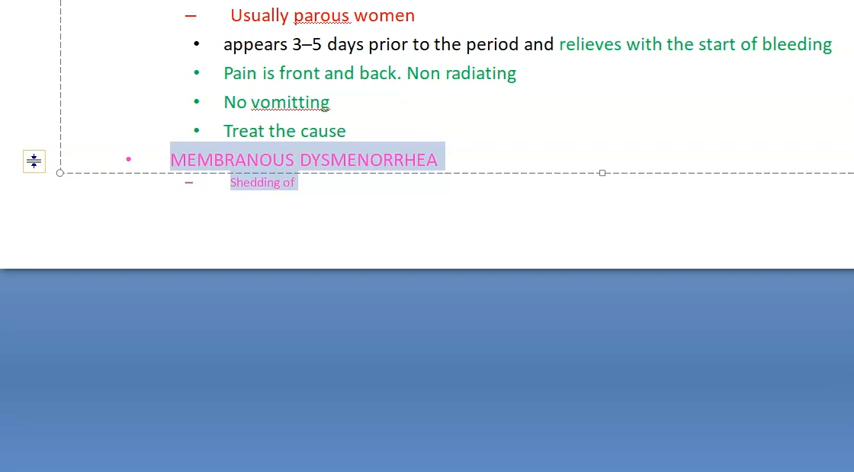 – Usually parous women
• appears 3–5 days prior to the period and relieves with the start of bleeding
• Pain is front and back. Non radiating
• No vomitting
• Treat the cause
• MEMBRANOUS DYSMENORRHEA
– Shedding of